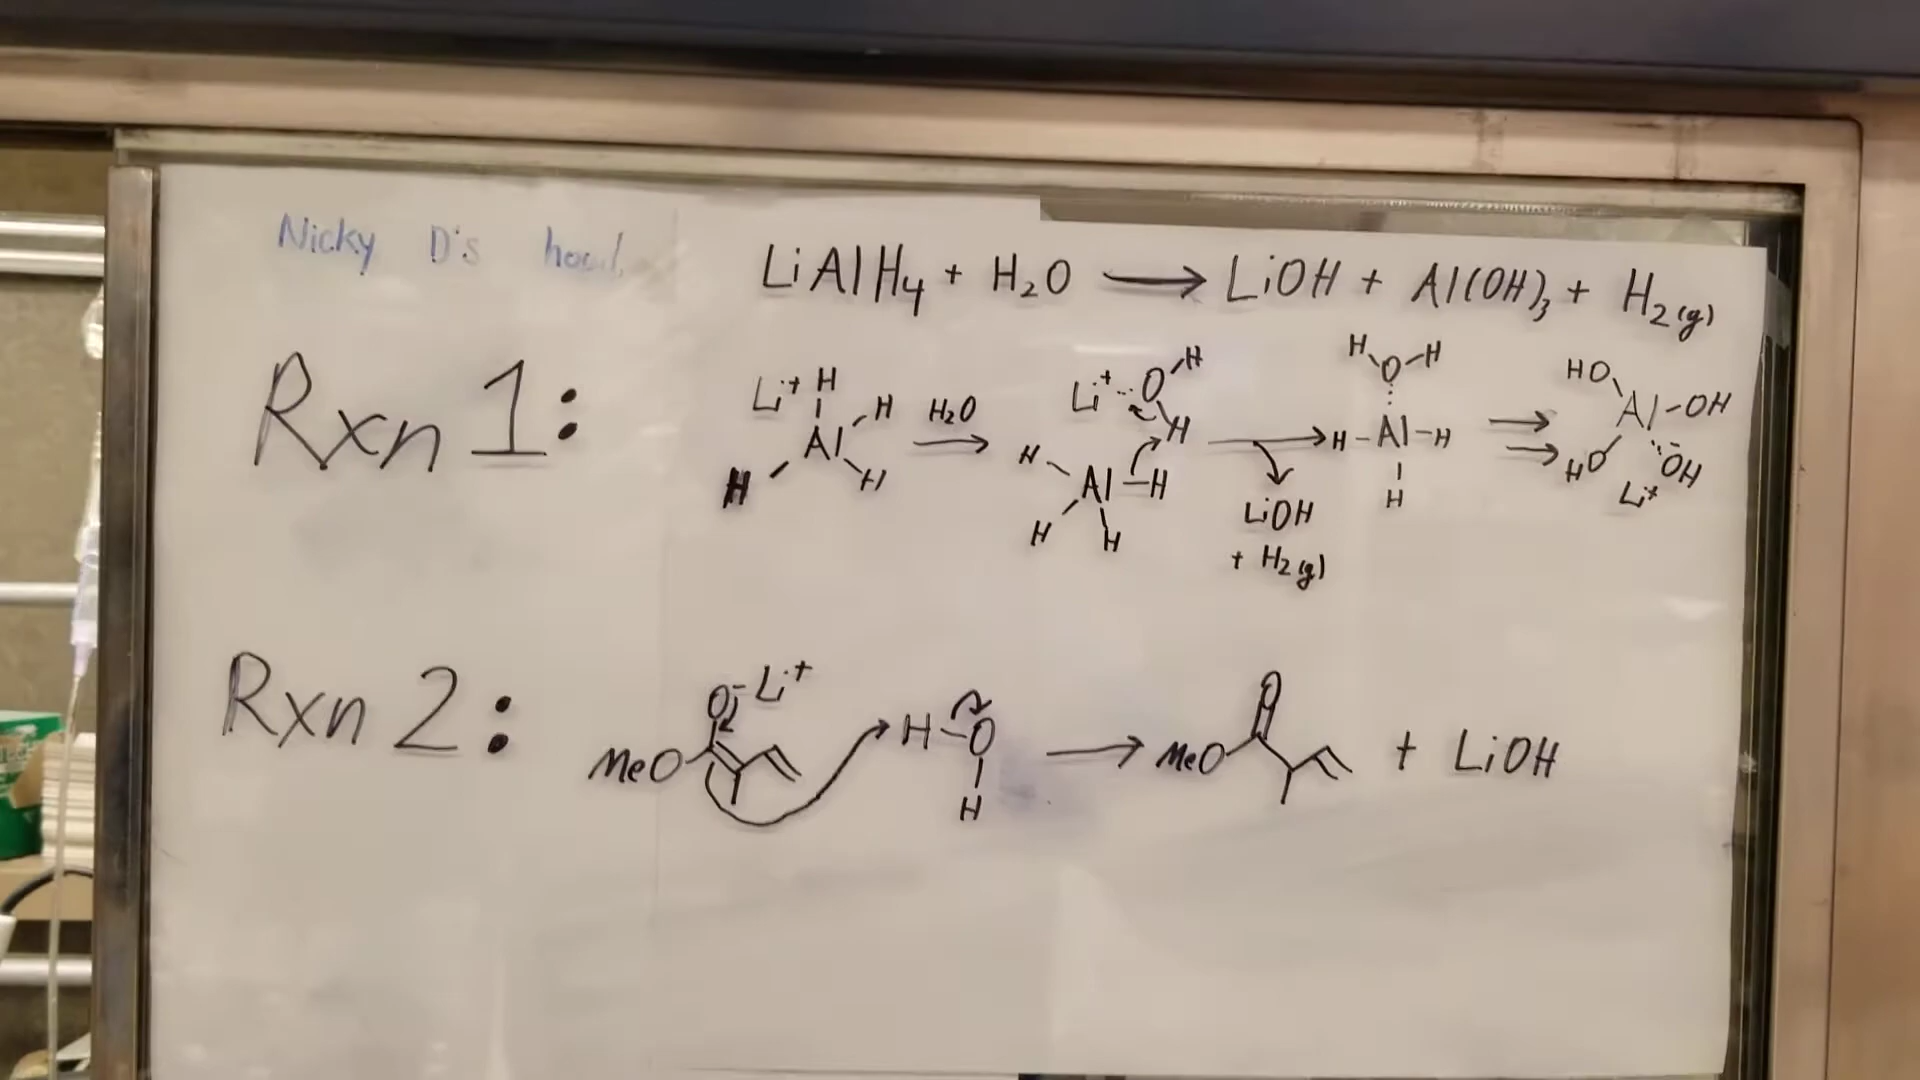 Nicky D's hood
LiAlH4 + H2O ⟶ LiOH + Al(OH)3 + H2(g)
Rxn 1:
Li+ H H Al H H
H2O
Li+ O H H H Al H H H
LiOH
+ H2(g)
H O H H-Al-H H
HO Al-OH HO OH- Li+
Rxn 2:
O- Li+
MeO
H-O
H
⟶
O
MeO
+ LiOH